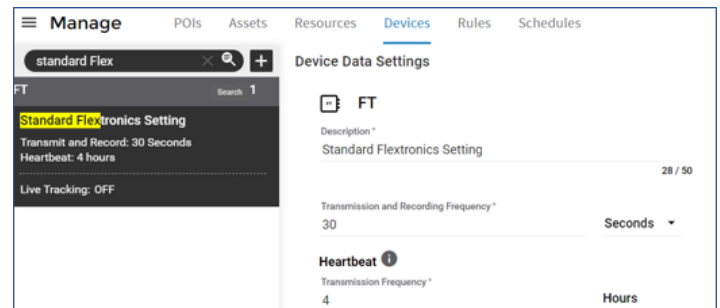 Manage POIs Assets Resources Devices Rules Schedules
standard Flex
FT Search 1
Standard Flextronics Setting
Transmit and Record: 30 Seconds
Heartbeat: 4 hours
Live Tracking: OFF
Device Data Settings
FT FT
Description *
Standard Flextronics Setting
28 / 50
Transmission and Recording Frequency *
30 Seconds
Heartbeat
Transmission Frequency *
4 Hours